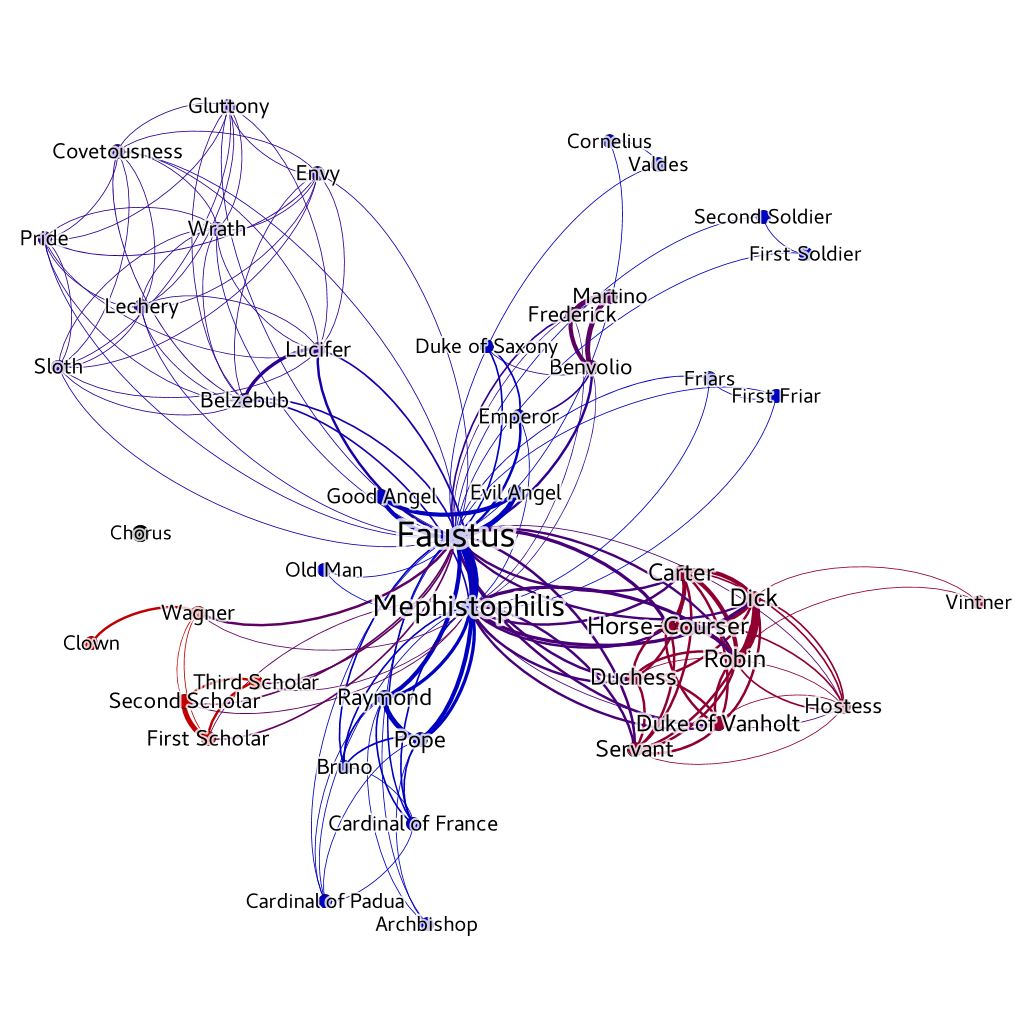 Gluttony
Cornelius
Covetousness
Valdes
Envy
Second Soldier
Wrath
Pride
First Soldier
Martino
Lechery
Frederick
Duke of Saxony
Lucifer
Sloth
Benvolio
Friars
First Friar
Belzebub
Emperor
Good Angel
Evil Angel
Chorus
Faustus
Old Man
Carter
Dick
Vintner
Mephistophilis
Wagner
Horse-Courser
Clown
Robin
Duchess
Third Scholar
Raymond
Second Scholar
Hostess
Duke of Vanholt
First Scholar
Pope
Servant
Bruno
Cardinal of France
Cardinal of Padua
Archbishop